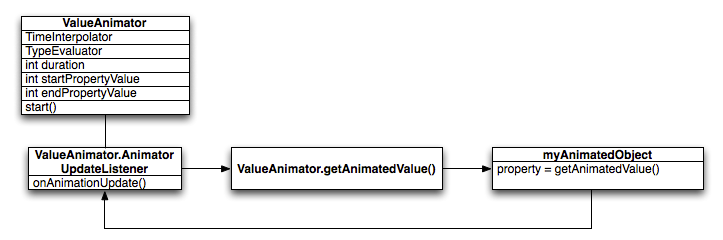 ValueAnimator
TimeInterpolator
TypeEvaluator
int duration
int startPropertyValue
int endPropertyValue
start()
ValueAnimator.Animator
UpdateListener
onAnimationUpdate()
ValueAnimator.getAnimatedValue()
myAnimatedObject
property = getAnimatedValue()